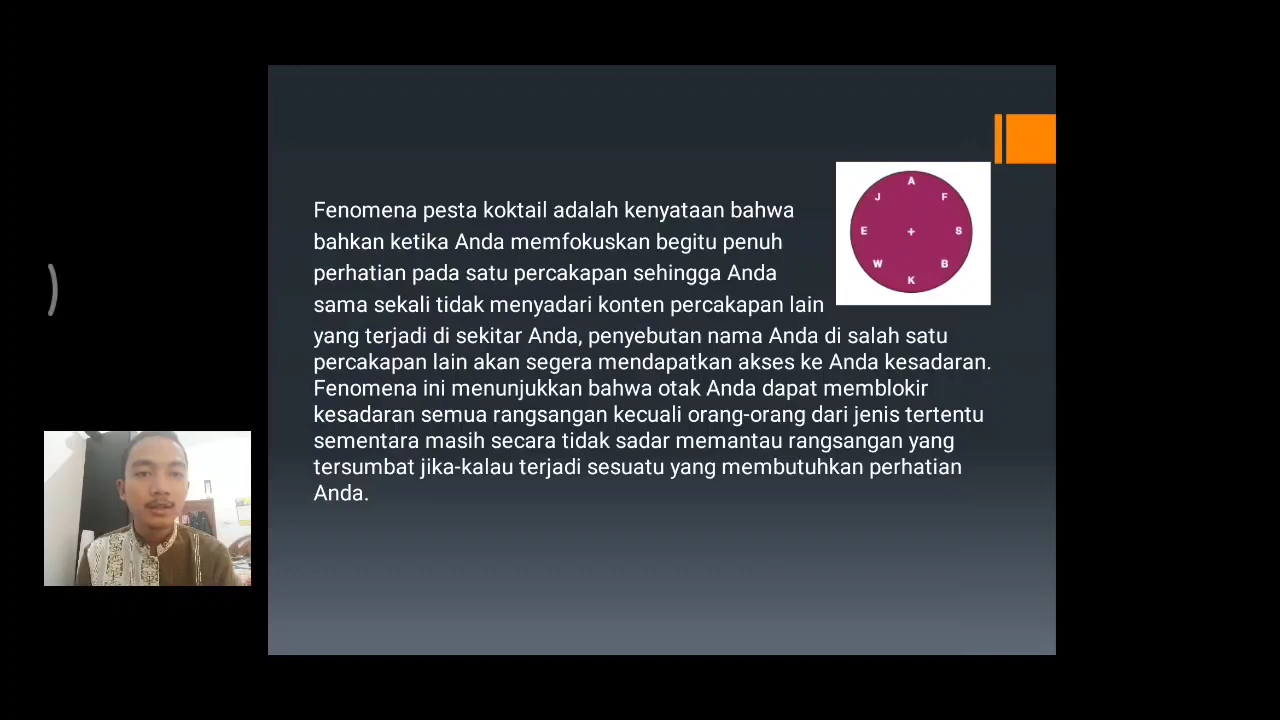 Fenomena pesta koktail adalah kenyataan bahwa
bahkan ketika Anda memfokuskan begitu penuh
perhatian pada satu percakapan sehingga Anda
sama sekali tidak menyadari konten percakapan lain
yang terjadi di sekitar Anda, penyebutan nama Anda di salah satu
percakapan lain akan segera mendapatkan akses ke Anda kesadaran.
Fenomena ini menunjukkan bahwa otak Anda dapat memblokir
kesadaran semua rangsangan kecuali orang-orang dari jenis tertentu
sementara masih secara tidak sadar memantau rangsangan yang
tersumbat jika-kalau terjadi sesuatu yang membutuhkan perhatian
Anda.
A
J F
E + S
W B
K